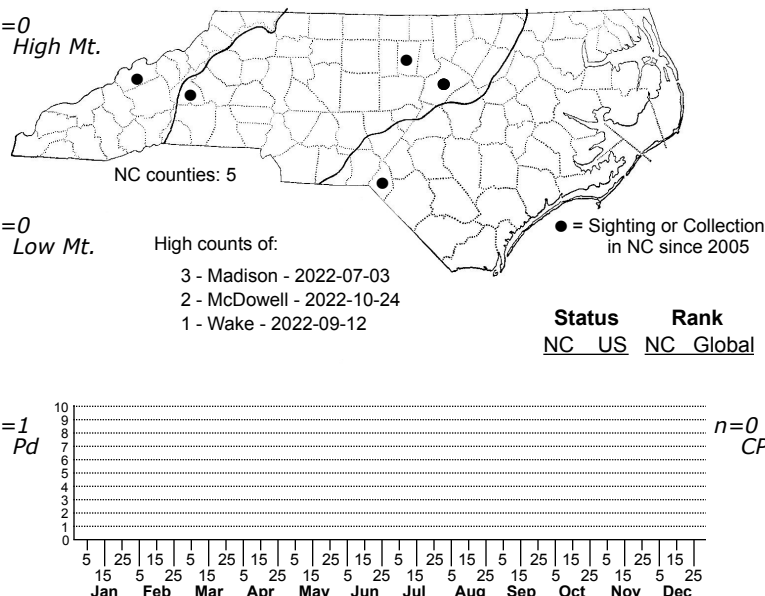 =0
High Mt.
NC counties: 5
=0
Low Mt.
High counts of:
3 - Madison - 2022-07-03
2 - McDowell - 2022-10-24
1 - Wake - 2022-09-12
● = Sighting or Collection
in NC since 2005
Status Rank
NC US NC Global
=1
Pd
n=0
CP
10
9
8
7
6
5
4
3
2
1
0
5 25 15 5 25 15 5 25 15 5 25 15 5 25 15 5 25 15
15 5 25 15 5 25 15 5 25 15 5 25 15 5 25 15 5 25
Jan Feb Mar Apr May Jun Jul Aug Sep Oct Nov Dec